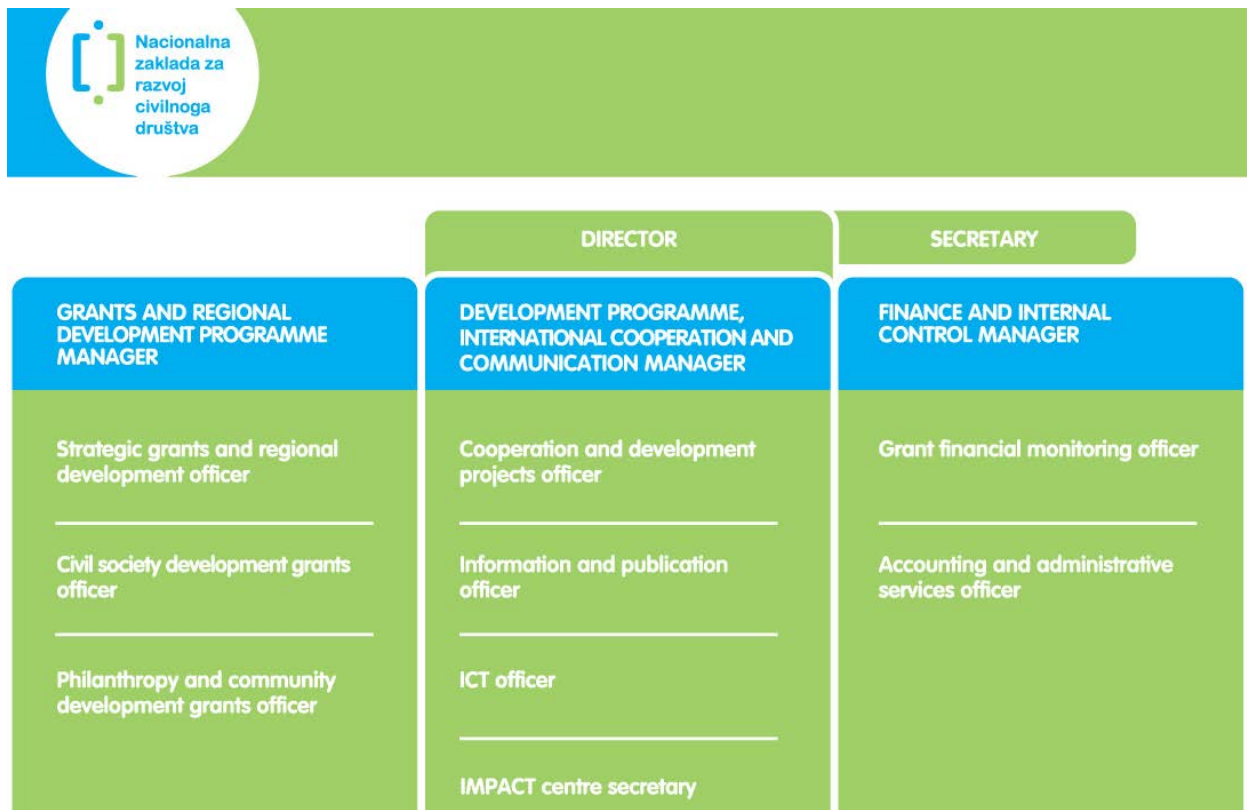 Nacionalna
zaklada za
razvoj
civilnoga
društva
DIRECTOR
SECRETARY
GRANTS AND REGIONAL
DEVELOPMENT PROGRAMME
MANAGER
Strategic grants and regional
development officer
Civil society development grants
officer
Philanthropy and community
development grants officer
DEVELOPMENT PROGRAMME,
INTERNATIONAL COOPERATION AND
COMMUNICATION MANAGER
Cooperation and development
projects officer
Information and publication
officer
ICT officer
IMPACT centre secretary
FINANCE AND INTERNAL
CONTROL MANAGER
Grant financial monitoring officer
Accounting and administrative
services officer